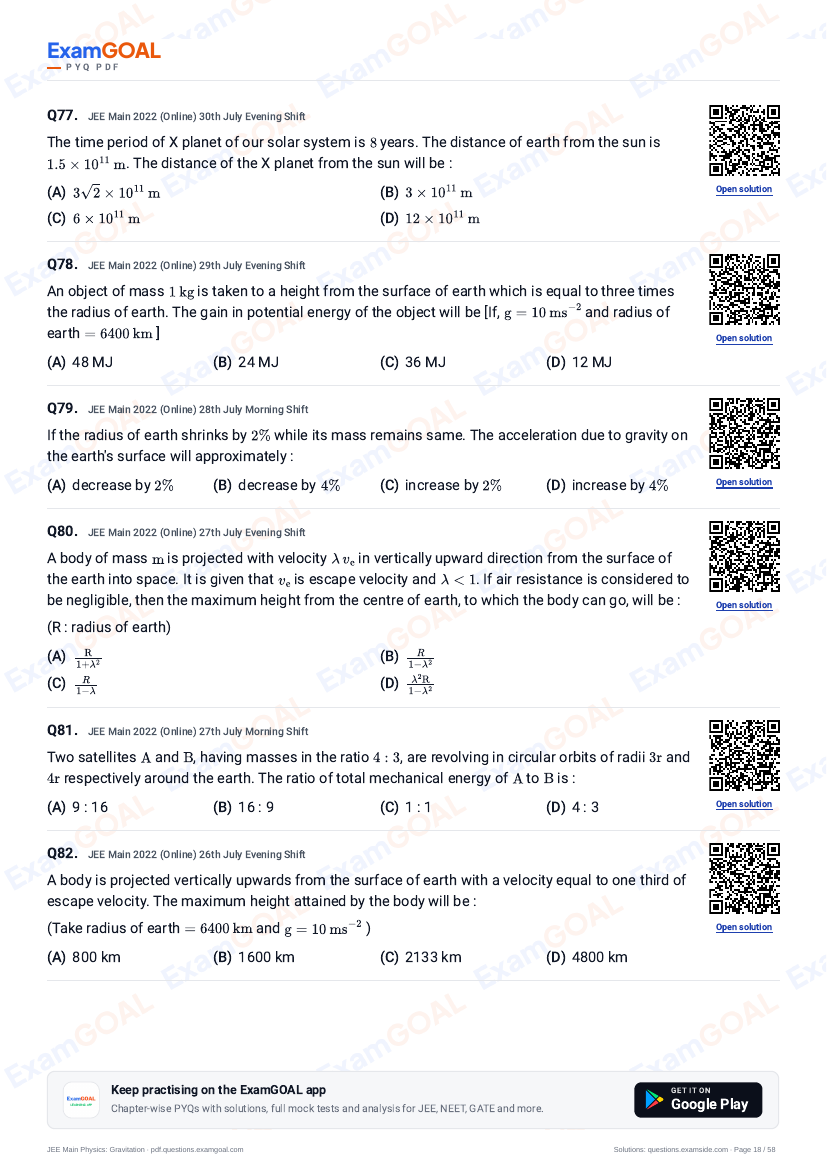 ExamGOAL
PYQ PDF
Q77. JEE Main 2022 (Online) 30th July Evening Shift
The time period of X planet of our solar system is 8 years. The distance of earth from the sun is
1.5 × 10¹¹ m. The distance of the X planet from the sun will be :
(A) 3√2 × 10¹¹ m (B) 3 × 10¹¹ m
(C) 6 × 10¹¹ m (D) 12 × 10¹¹ m
Open solution
Q78. JEE Main 2022 (Online) 29th July Evening Shift
An object of mass 1 kg is taken to a height from the surface of earth which is equal to three times
the radius of earth. The gain in potential energy of the object will be [If, g = 10 ms⁻² and radius of
earth = 6400 km ]
(A) 48 MJ (B) 24 MJ (C) 36 MJ (D) 12 MJ
Open solution
Q79. JEE Main 2022 (Online) 28th July Morning Shift
If the radius of earth shrinks by 2% while its mass remains same. The acceleration due to gravity on
the earth's surface will approximately :
(A) decrease by 2% (B) decrease by 4% (C) increase by 2% (D) increase by 4%
Open solution
Q80. JEE Main 2022 (Online) 27th July Evening Shift
A body of mass m is projected with velocity λ vₑ in vertically upward direction from the surface of
the earth into space. It is given that vₑ is escape velocity and λ < 1. If air resistance is considered to
be negligible, then the maximum height from the centre of earth, to which the body can go, will be :
(R : radius of earth)
(A) R/(1+λ²) (B) R/(1−λ²)
(C) R/(1−λ) (D) λ²R/(1−λ²)
Open solution
Q81. JEE Main 2022 (Online) 27th July Morning Shift
Two satellites A and B, having masses in the ratio 4 : 3, are revolving in circular orbits of radii 3r and
4r respectively around the earth. The ratio of total mechanical energy of A to B is :
(A) 9 : 16 (B) 16 : 9 (C) 1 : 1 (D) 4 : 3
Open solution
Q82. JEE Main 2022 (Online) 26th July Evening Shift
A body is projected vertically upwards from the surface of earth with a velocity equal to one third of
escape velocity. The maximum height attained by the body will be :
(Take radius of earth = 6400 km and g = 10 ms⁻² )
(A) 800 km (B) 1600 km (C) 2133 km (D) 4800 km
Open solution
Keep practising on the ExamGOAL app
Chapter-wise PYQs with solutions, full mock tests and analysis for JEE, NEET, GATE and more.
GET IT ON
Google Play
JEE Main Physics: Gravitation · pdf.questions.examgoal.com Solutions: questions.examside.com · Page 18 / 58